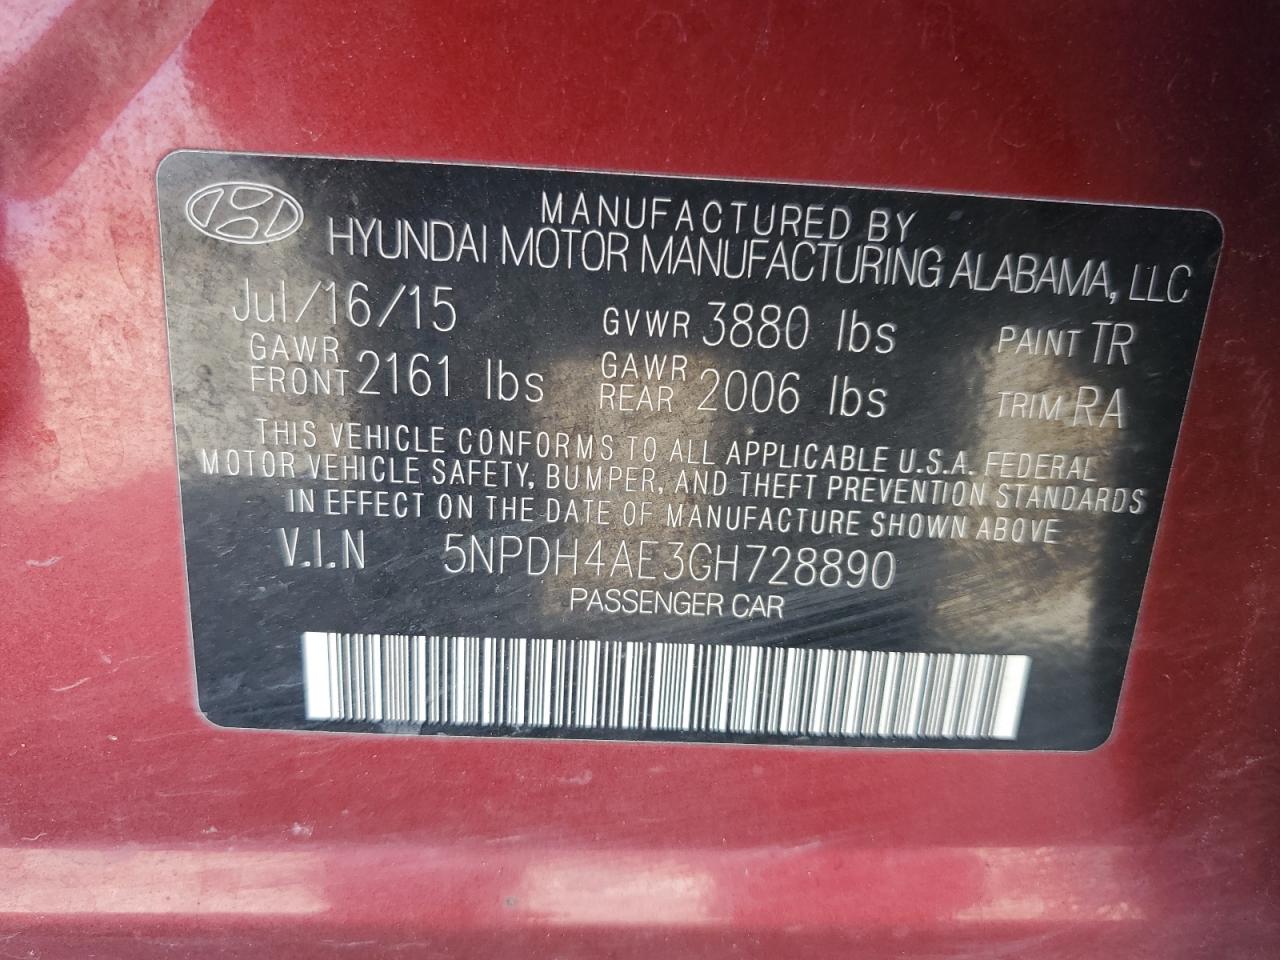 MANUFACTURED BY
HYUNDAI MOTOR MANUFACTURING ALABAMA, LLC
Jul/16/15 GVWR 3880 lbs PAINT TR
GAWR FRONT 2161 lbs GAWR REAR 2006 lbs TRIM RA
THIS VEHICLE CONFORMS TO ALL APPLICABLE U.S.A. FEDERAL
MOTOR VEHICLE SAFETY, BUMPER, AND THEFT PREVENTION STANDARDS
IN EFFECT ON THE DATE OF MANUFACTURE SHOWN ABOVE
V.I.N 5NPDH4AE3GH728890
PASSENGER CAR